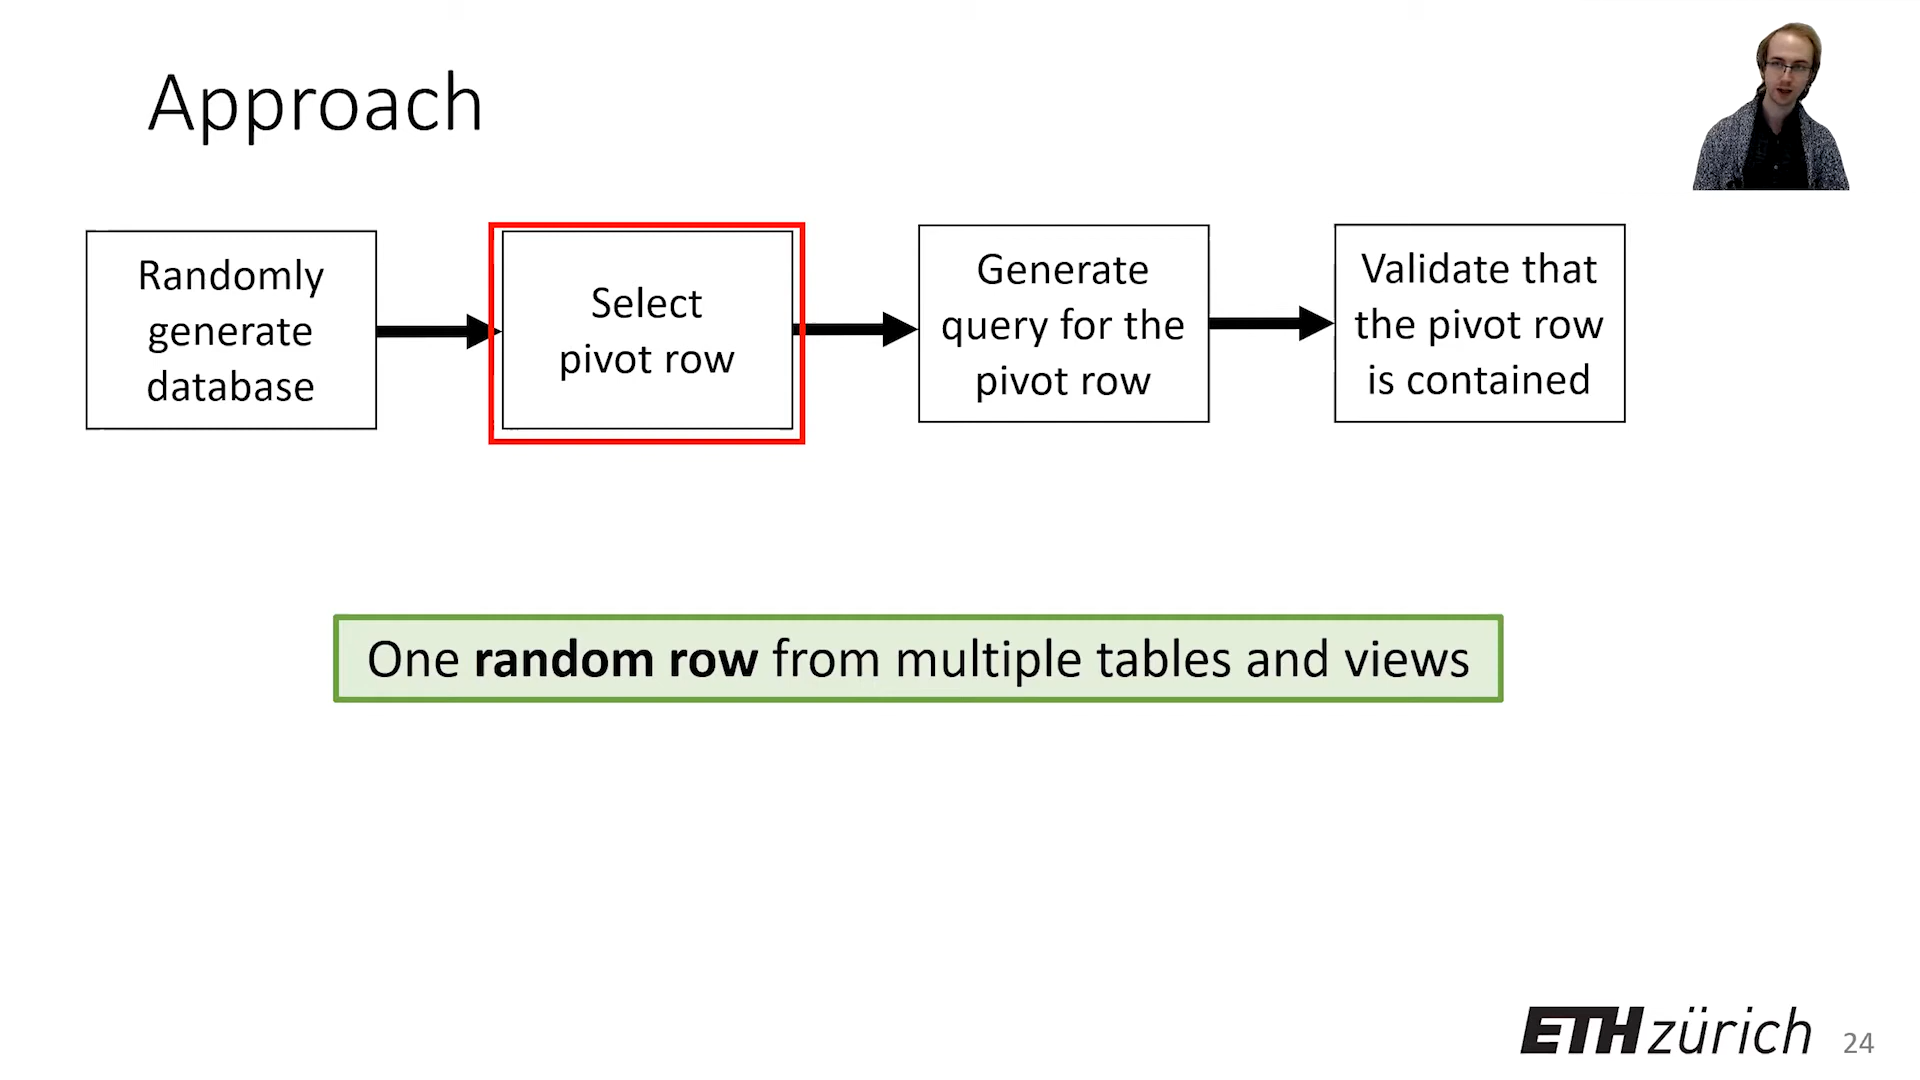 Approach
Randomly
generate
database
Select
pivot row
Generate
query for the
pivot row
Validate that
the pivot row
is contained
One random row from multiple tables and views
ETH zürich
24